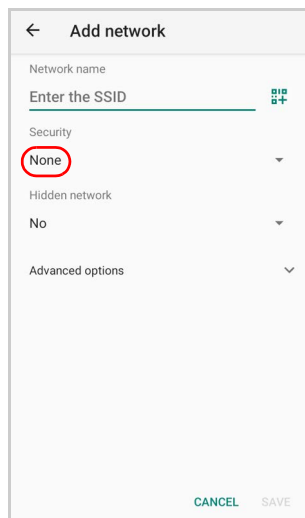 Add network
Network name
Enter the SSID
Security
None
Hidden network
No
Advanced options
CANCEL SAVE